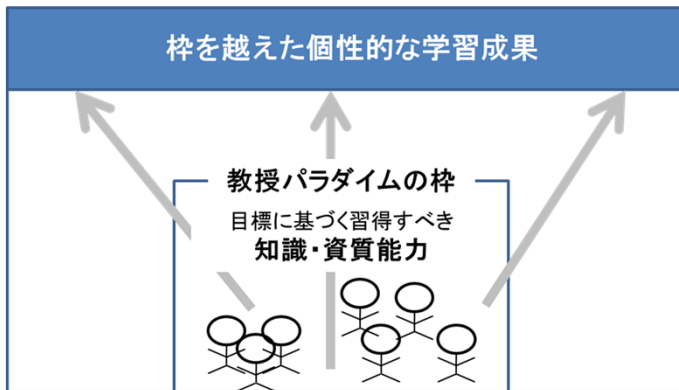 枠を越えた個性的な学習成果
教授パラダイムの枠
目標に基づく習得すべき
知識・資質能力